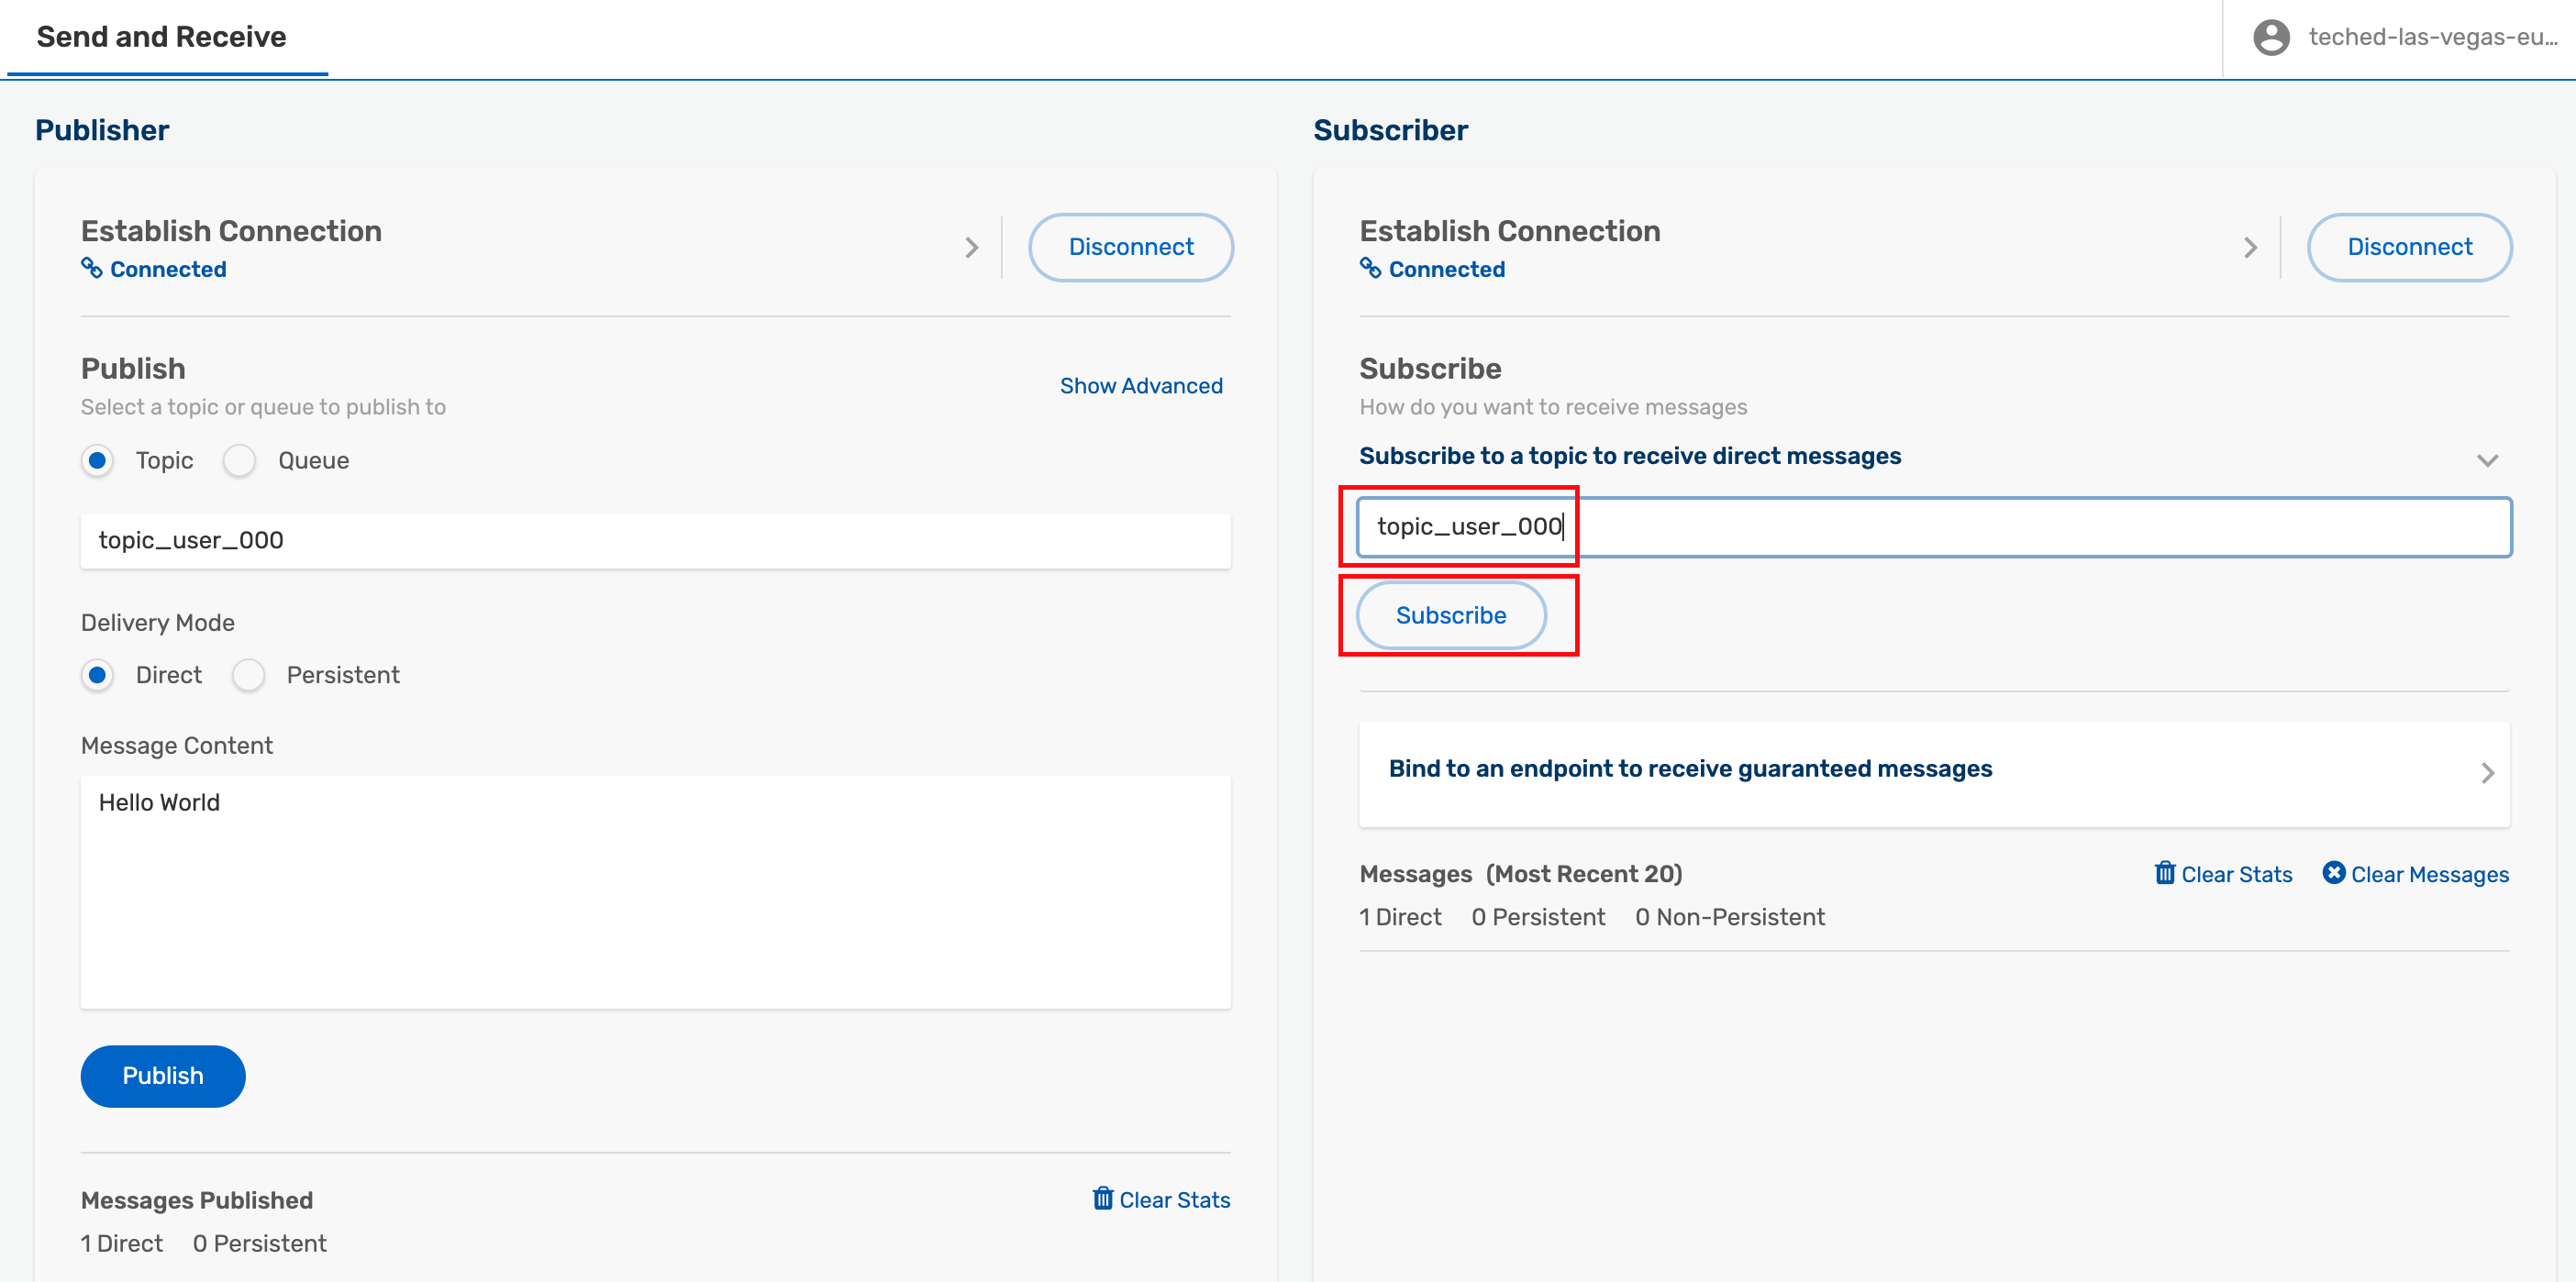 Send and Receive
teched-las-vegas-eu...
Publisher
Establish Connection
Connected
Disconnect
Publish
Select a topic or queue to publish to
Show Advanced
Topic Queue
topic_user_000
Delivery Mode
Direct Persistent
Message Content
Hello World
Publish
Messages Published
Clear Stats
1 Direct 0 Persistent
Subscriber
Establish Connection
Connected
Disconnect
Subscribe
How do you want to receive messages
Subscribe to a topic to receive direct messages
topic_user_000
Subscribe
Bind to an endpoint to receive guaranteed messages
Messages (Most Recent 20)
Clear Stats Clear Messages
1 Direct 0 Persistent 0 Non-Persistent